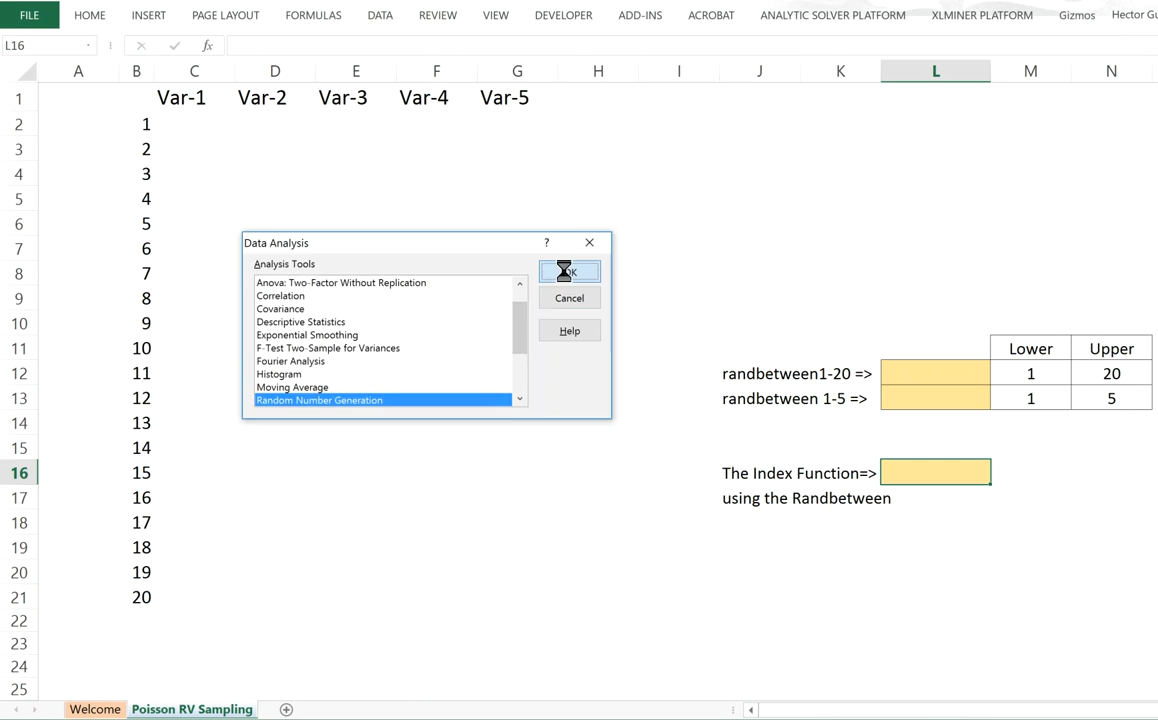 FILE HOME INSERT PAGE LAYOUT FORMULAS DATA REVIEW VIEW DEVELOPER ADD-INS ACROBAT ANALYTIC SOLVER PLATFORM XLMINER PLATFORM Gizmos Hector Gu
L16 fx
A B C D E F G H I J K L M N
1 Var-1 Var-2 Var-3 Var-4 Var-5
2 1
3 2
4 3
5 4
6 5
7 6
8 7
9 8
10 9
11 10 Lower Upper
12 11 randbetween1-20 => 1 20
13 12 randbetween 1-5 => 1 5
14 13
15 14
16 15 The Index Function=>
17 16 using the Randbetween
18 17
19 18
20 19
21 20
22
23
24
25
Data Analysis ?
Analysis Tools
Anova: Two-Factor Without Replication
Correlation
Covariance
Descriptive Statistics
Exponential Smoothing
F-Test Two-Sample for Variances
Fourier Analysis
Histogram
Moving Average
Random Number Generation
OK
Cancel
Help
Welcome Poisson RV Sampling